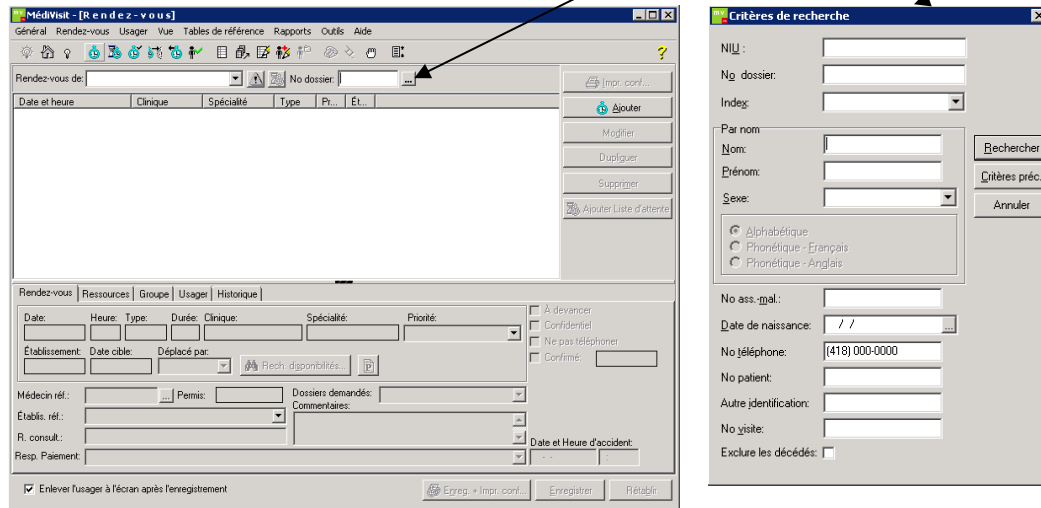 MédiVisit - [Rendez-vous]
Général Rendez-vous Usager Vue Tables de référence Rapports Outils Aide
Rendez-vous de: No dossier: ...
Impr. conf...
Date et heure Clinique Spécialité Type Pr... Ét...
Ajouter
Modifier
Dupliquer
Supprimer
Ajouter Liste d'attente
Rendez-vous Ressources Groupe Usager Historique
Date: Heure: Type: Durée: Clinique: Spécialité: Priorité:
À devancer
Confidentiel
Ne pas téléphoner
Confirmé:
Établissement: Date cible: Déplacé par:
Rech. disponibilités...
Médecin réf.: ... Permis: Dossiers demandés:
Commentaires:
Établis. réf.:
R. consult.:
Date et Heure d'accident:
Resp. Paiement: - - :
Enlever l'usager à l'écran après l'enregistrement
Enreg. + Impr. conf... Enregistrer Rétablir
Critères de recherche
NIU :
No dossier:
Index:
Par nom
Nom:
Prénom:
Sexe:
Alphabétique
Phonétique - Français
Phonétique - Anglais
Rechercher
Critères préc.
Annuler
No ass.-mal.:
Date de naissance: / / ...
No téléphone: (418) 000-0000
No patient:
Autre identification:
No visite:
Exclure les décédés: